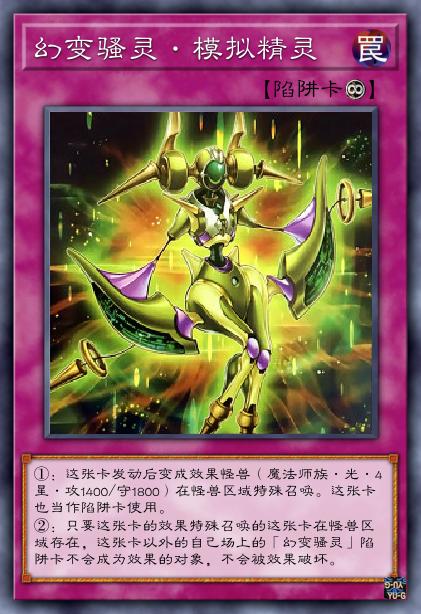 幻变骚灵·模拟精灵
罠
【陷阱卡♾】
①：这张卡发动后变成效果怪兽（魔法师族·光·4
星·攻1400/守1800）在怪兽区域特殊召唤。这张卡
也当作陷阱卡使用。
②：只要这张卡的效果特殊召唤的这张卡在怪兽区
域存在，这张卡以外的自己场上的「幻变骚灵」陷
阱卡不会成为效果的对象，不会被效果破坏。
YU-G